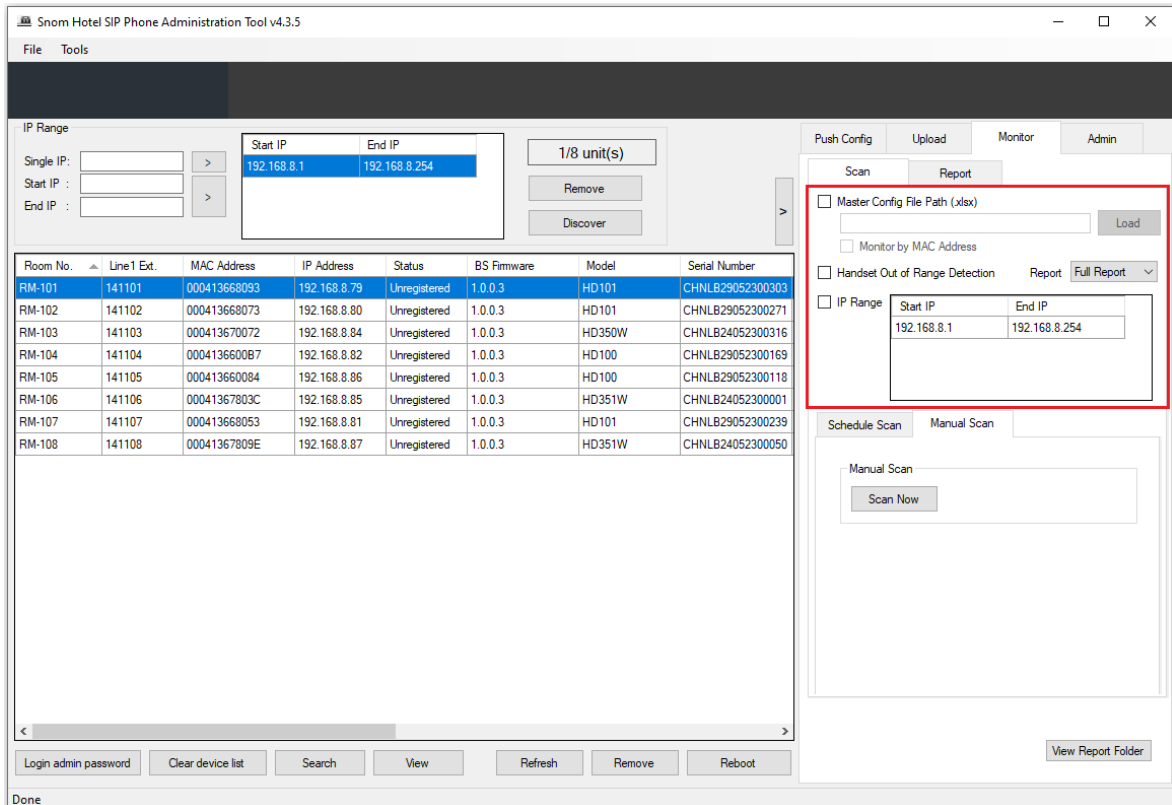 Snom Hotel SIP Phone Administration Tool v4.3.5
File Tools
IP Range
Single IP: >
Start IP : >
End IP :
Start IP End IP
192.168.8.1 192.168.8.254
1/8 unit(s)
Remove
Discover
>
Room No. Line1 Ext. MAC Address IP Address Status BS Firmware Model Serial Number
RM-101 141101 000413668093 192.168.8.79 Unregistered 1.0.0.3 HD101 CHNLB29052300303
RM-102 141102 000413668073 192.168.8.80 Unregistered 1.0.0.3 HD101 CHNLB29052300271
RM-103 141103 000413670072 192.168.8.84 Unregistered 1.0.0.3 HD350W CHNLB24052300316
RM-104 141104 0004136600B7 192.168.8.82 Unregistered 1.0.0.3 HD100 CHNLB29052300169
RM-105 141105 000413660084 192.168.8.86 Unregistered 1.0.0.3 HD100 CHNLB29052300118
RM-106 141106 00041367803C 192.168.8.85 Unregistered 1.0.0.3 HD351W CHNLB24052300001
RM-107 141107 000413668053 192.168.8.81 Unregistered 1.0.0.3 HD101 CHNLB29052300239
RM-108 141108 00041367809E 192.168.8.87 Unregistered 1.0.0.3 HD351W CHNLB24052300050
Login admin password Clear device list Search View Refresh Remove Reboot
Done
Push Config Upload Monitor Admin
Scan Report
Master Config File Path (.xlsx)
Load
Monitor by MAC Address
Handset Out of Range Detection Report Full Report
IP Range
Start IP End IP
192.168.8.1 192.168.8.254
Schedule Scan Manual Scan
Manual Scan
Scan Now
View Report Folder